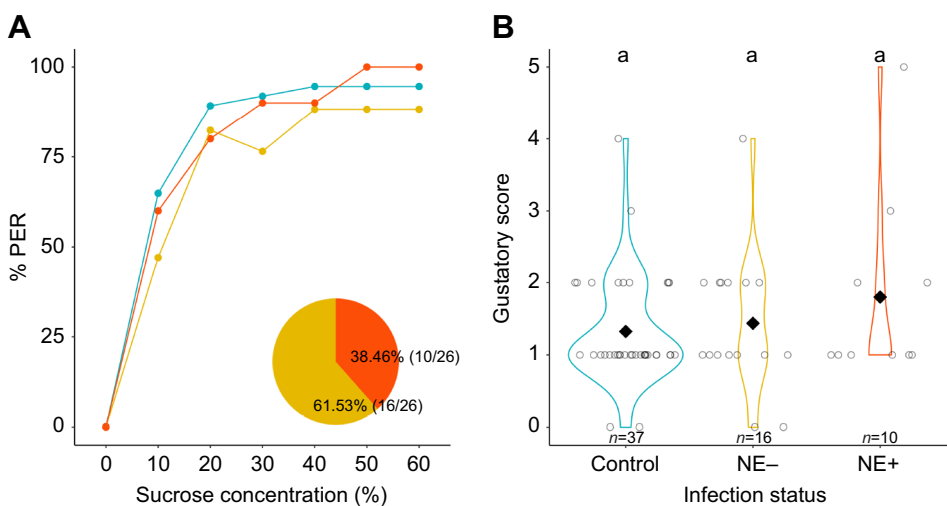 A
100
75
50
25
0
% PER
38.46% (10/26)
61.53% (16/26)
0 10 20 30 40 50 60
Sucrose concentration (%)
B
a a a
5
4
3
2
1
0
Gustatory score
n=37 n=16 n=10
Control NE– NE+
Infection status